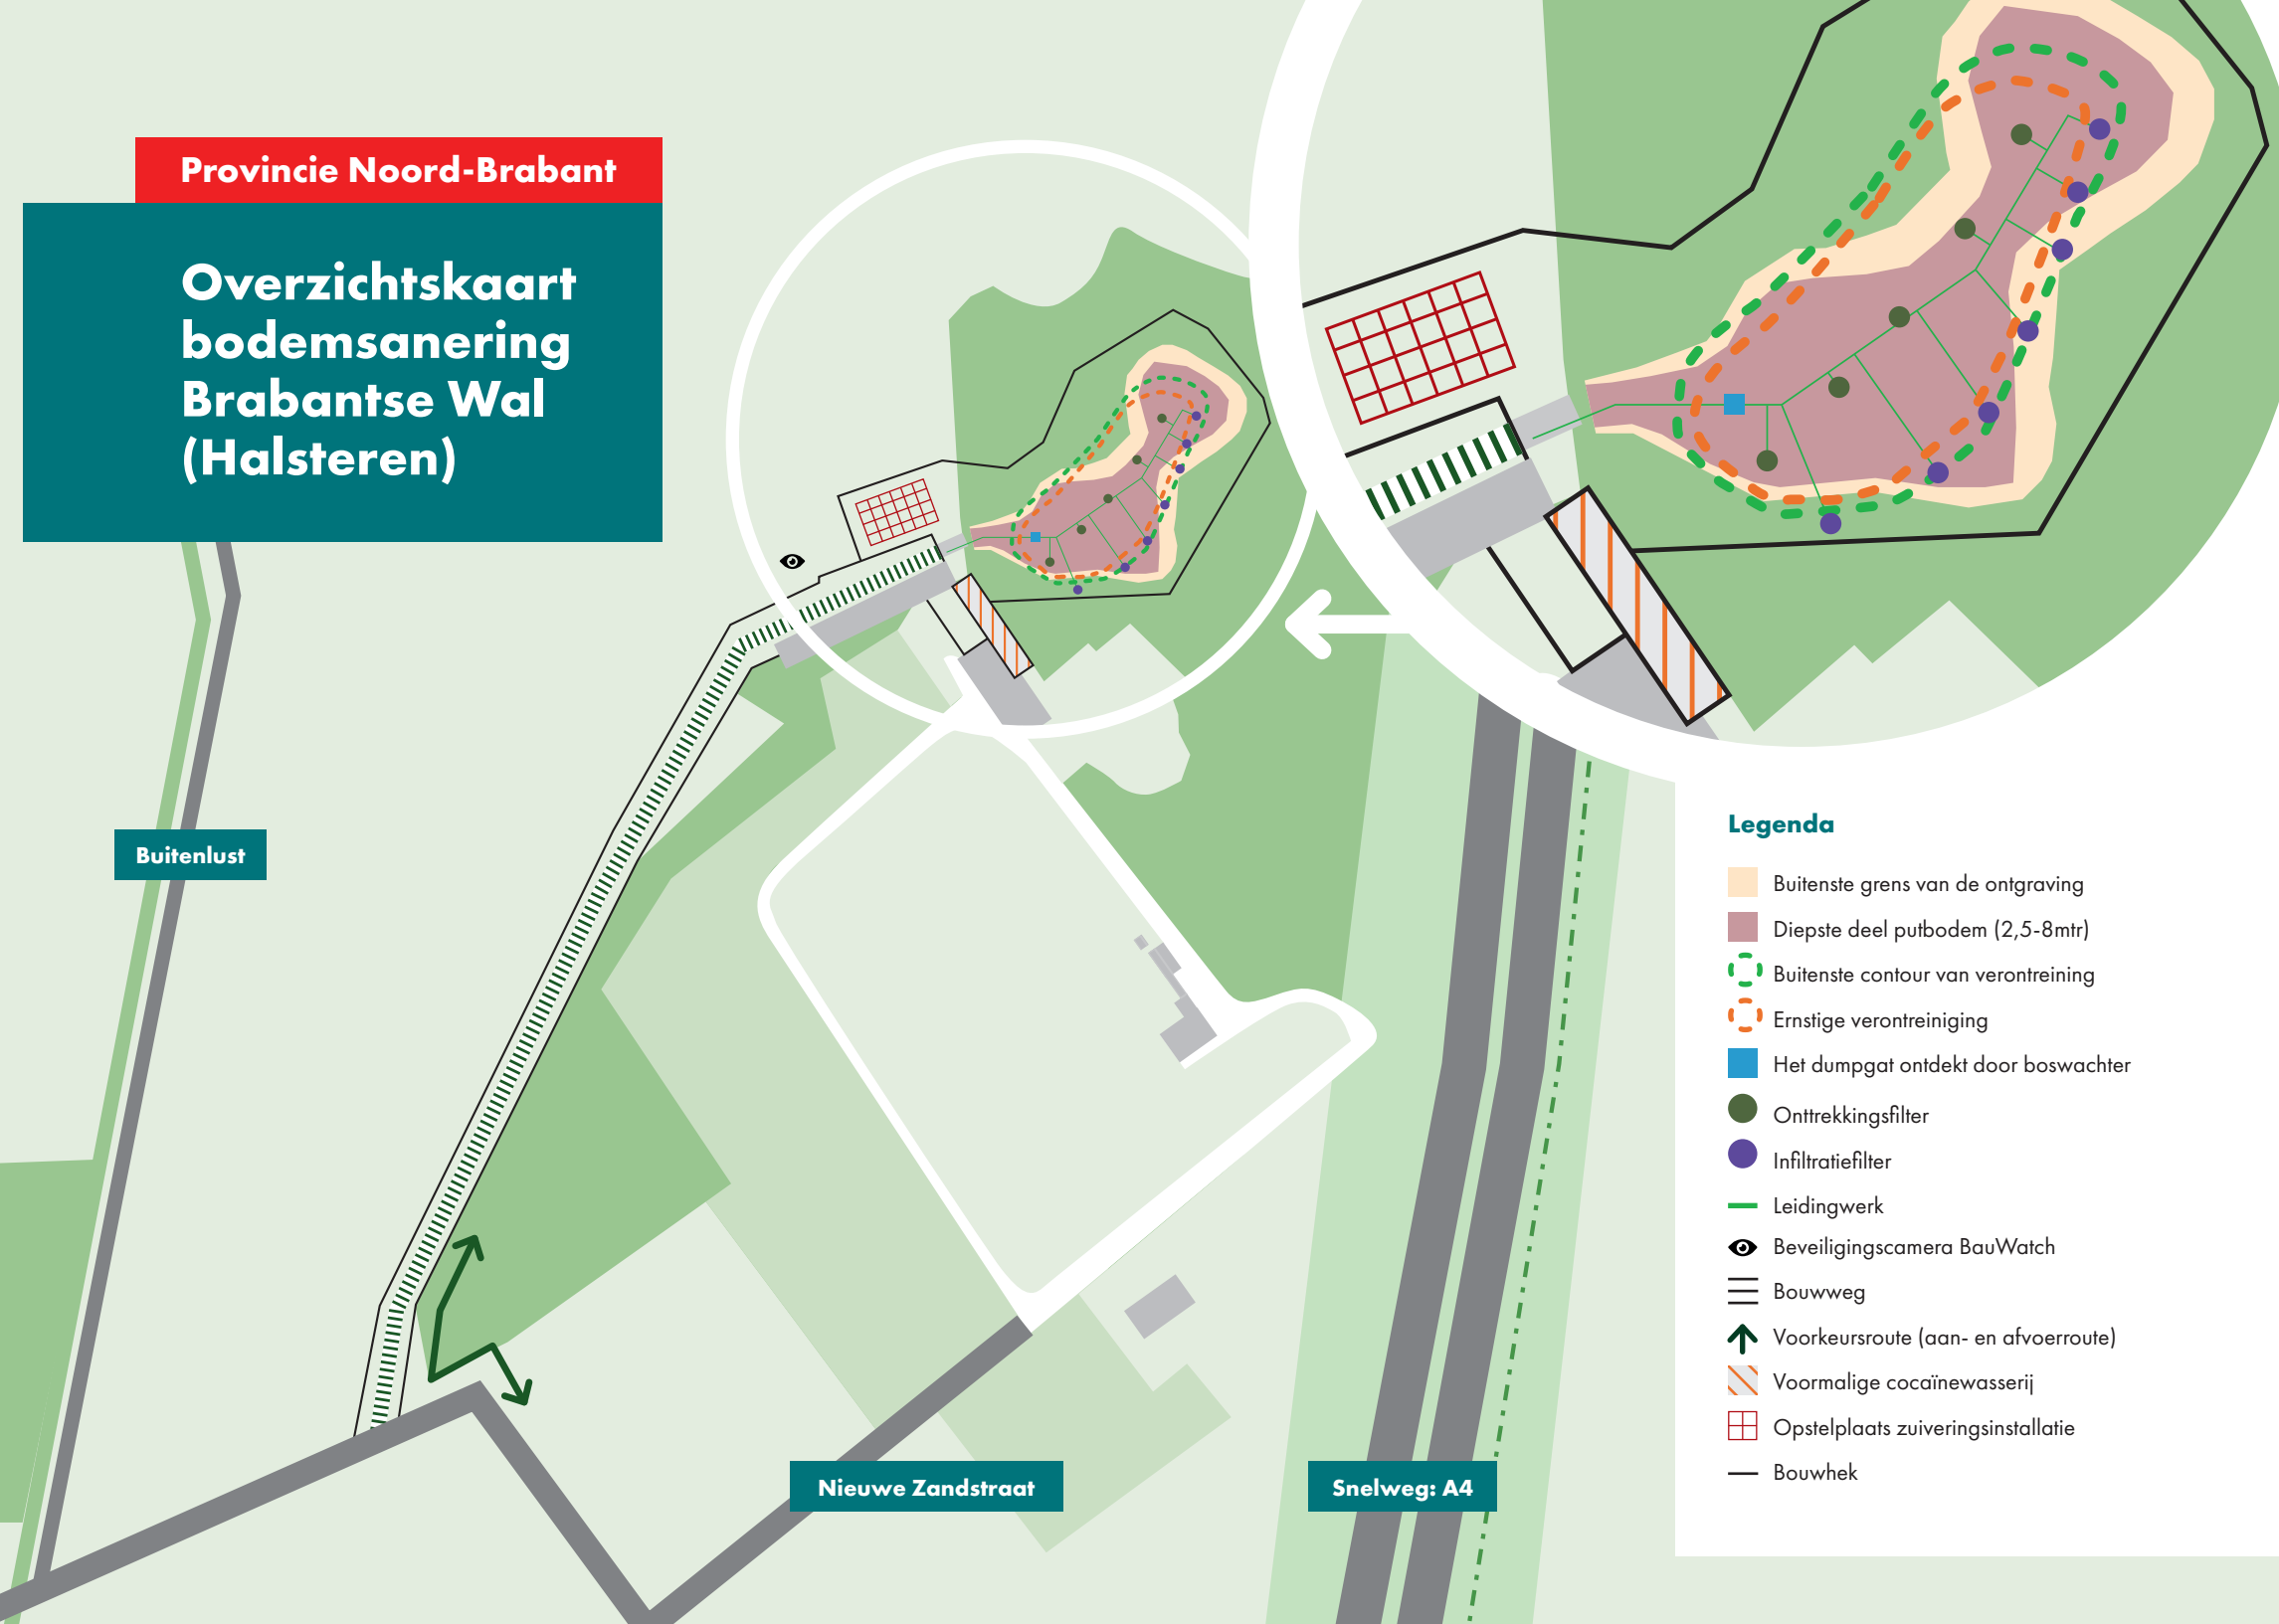 Provincie Noord-Brabant
Overzichtskaart
bodemsanering
Brabantse Wal
(Halsteren)
Buitenlust
Nieuwe Zandstraat
Snelweg: A4
Legenda
Buitenste grens van de ontgraving
Diepste deel putbodem (2,5-8mtr)
Buitenste contour van verontreining
Ernstige verontreiniging
Het dumpgat ontdekt door boswachter
Onttrekkingsfilter
Infiltratiefilter
Leidingwerk
Beveiligingscamera BauWatch
Bouwweg
Voorkeursroute (aan- en afvoerroute)
Voormalige cocaïnewasserij
Opstelplaats zuiveringsinstallatie
Bouwhek